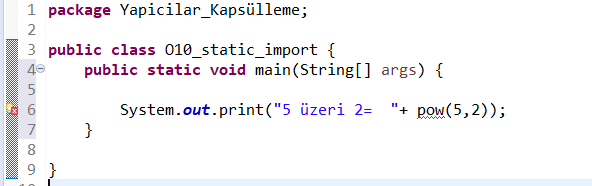 1 package Yapicilar_Kapsülleme;
2
3 public class O10_static_import {
4 public static void main(String[] args) {
5
6 System.out.print("5 üzeri 2=  "+ pow(5,2));
7 }
8
9 }